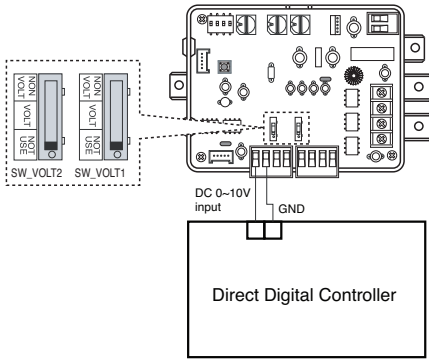 NON VOLT
VOLT
NOT USE
NON VOLT
VOLT
NOT USE
SW_VOLT2
SW_VOLT1
DC 0~10V
input
GND
Direct Digital Controller